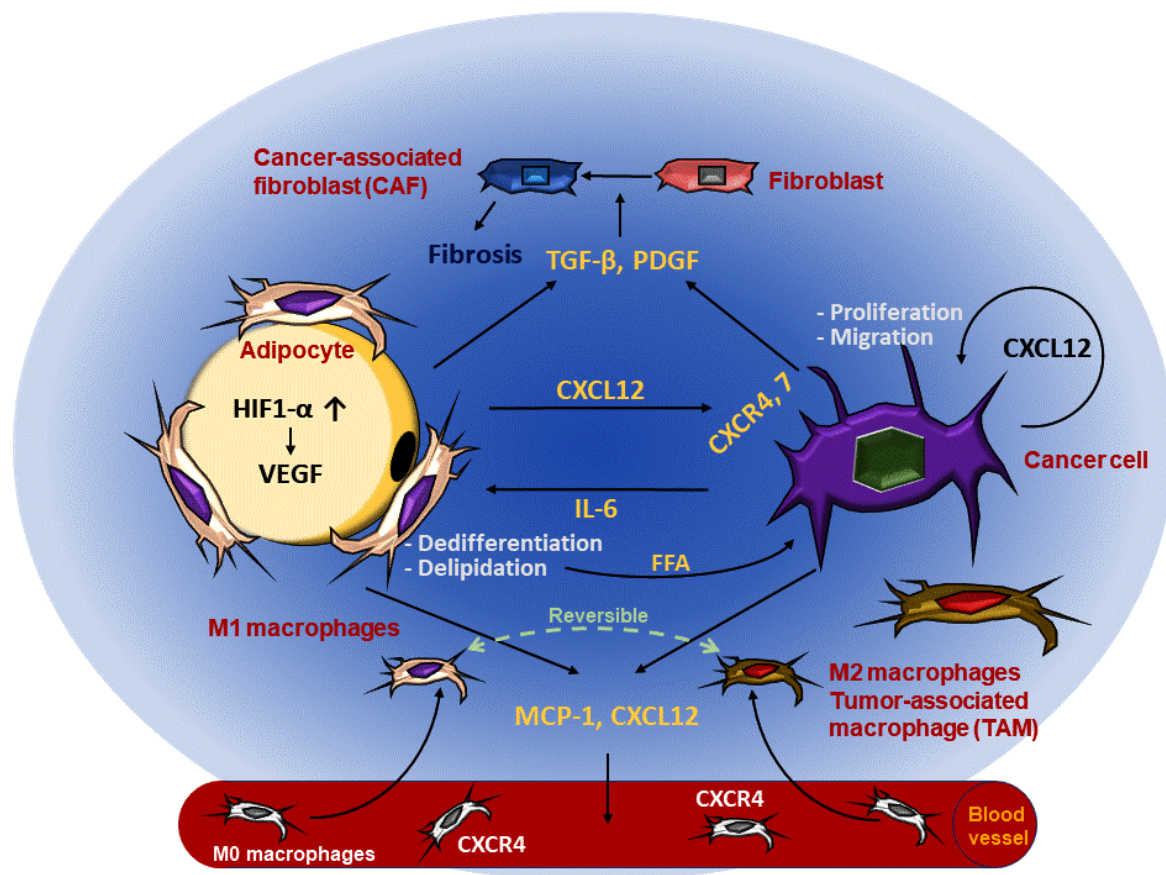 Cancer-associated
fibroblast (CAF)
Fibroblast
Fibrosis
TGF-β, PDGF
- Proliferation
- Migration
CXCL12
Adipocyte
HIF1-α ↑
VEGF
CXCL12
CXCR4, 7
Cancer cell
IL-6
- Dedifferentiation
- Delipidation
FFA
M1 macrophages
Reversible
M2 macrophages
Tumor-associated
macrophage (TAM)
MCP-1, CXCL12
M0 macrophages
CXCR4
CXCR4
Blood
vessel